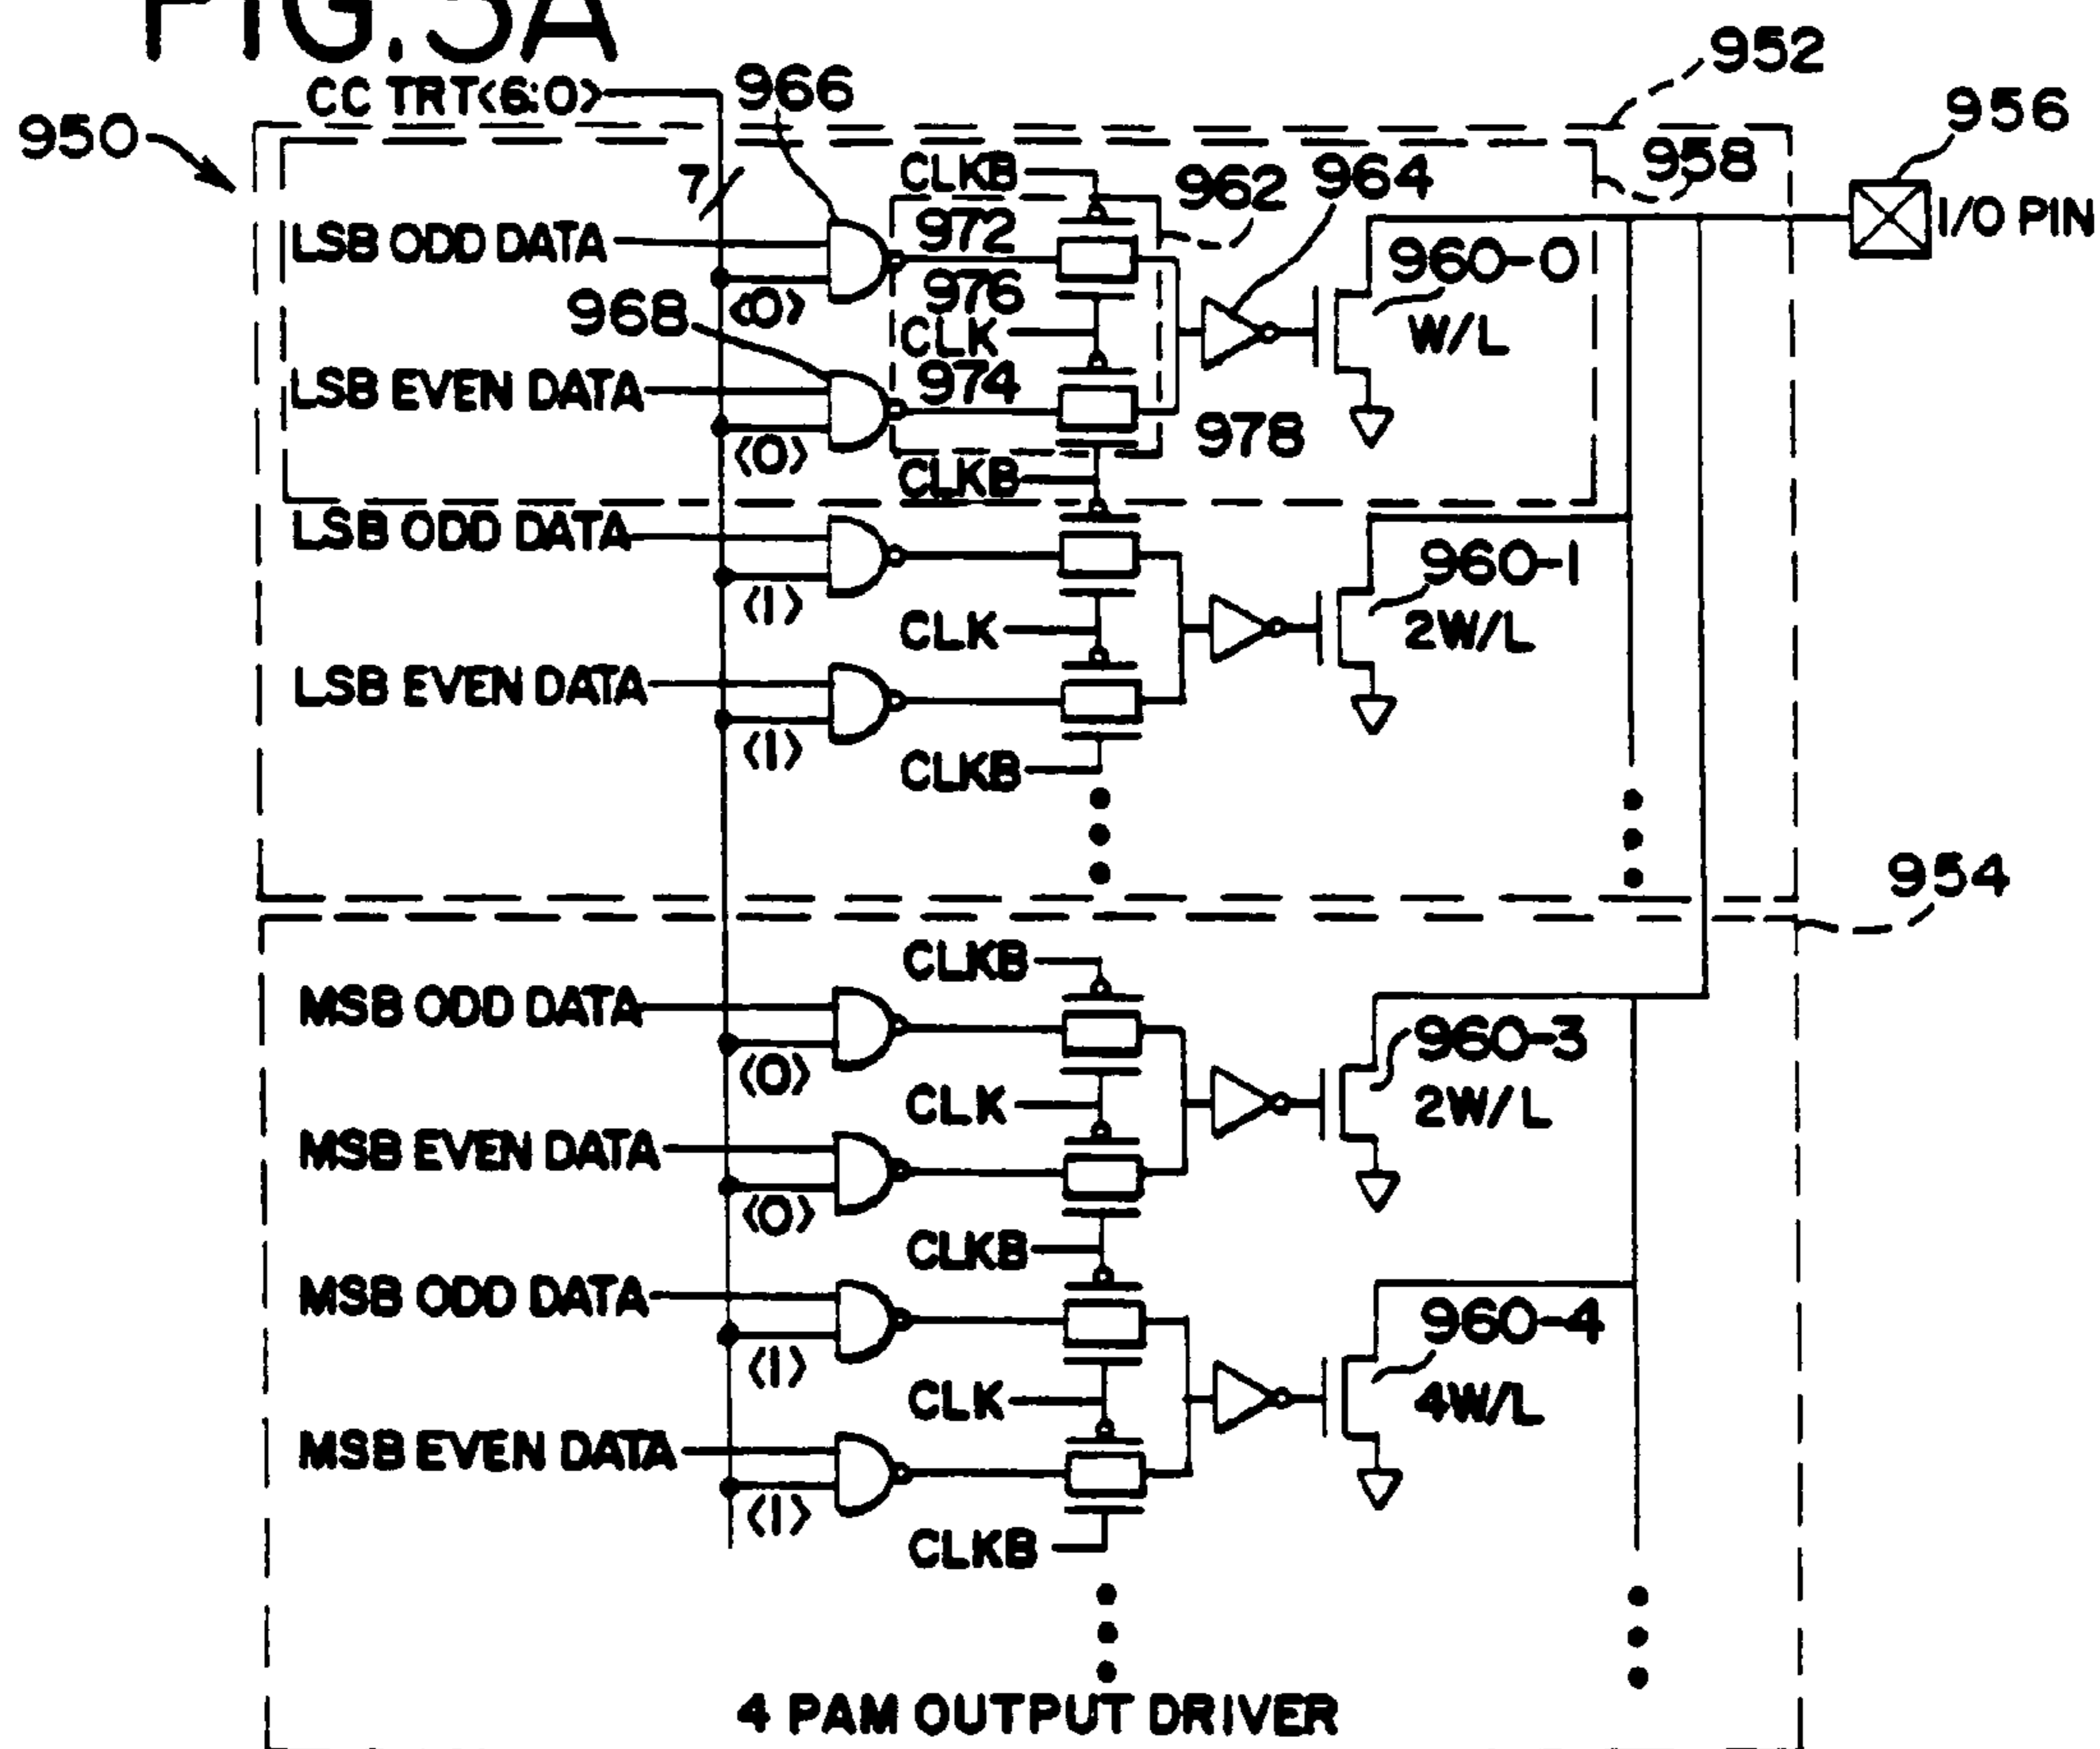 FIG.5A
CC TRT<6:0>
966
952
950
956
958
7
CLKB
962
964
LSB ODD DATA
972
I/O PIN
960-0
976
<0>
968
CLK
W/L
LSB EVEN DATA
974
978
<0>
CLKB
LSB ODD DATA
960-1
<1>
CLK
2W/L
LSB EVEN DATA
<1>
CLKB
954
CLKB
MSB ODD DATA
960-3
<0>
CLK
2W/L
MSB EVEN DATA
<0>
CLKB
MSB ODD DATA
960-4
<1>
CLK
4W/L
MSB EVEN DATA
<1>
CLKB
4 PAM OUTPUT DRIVER